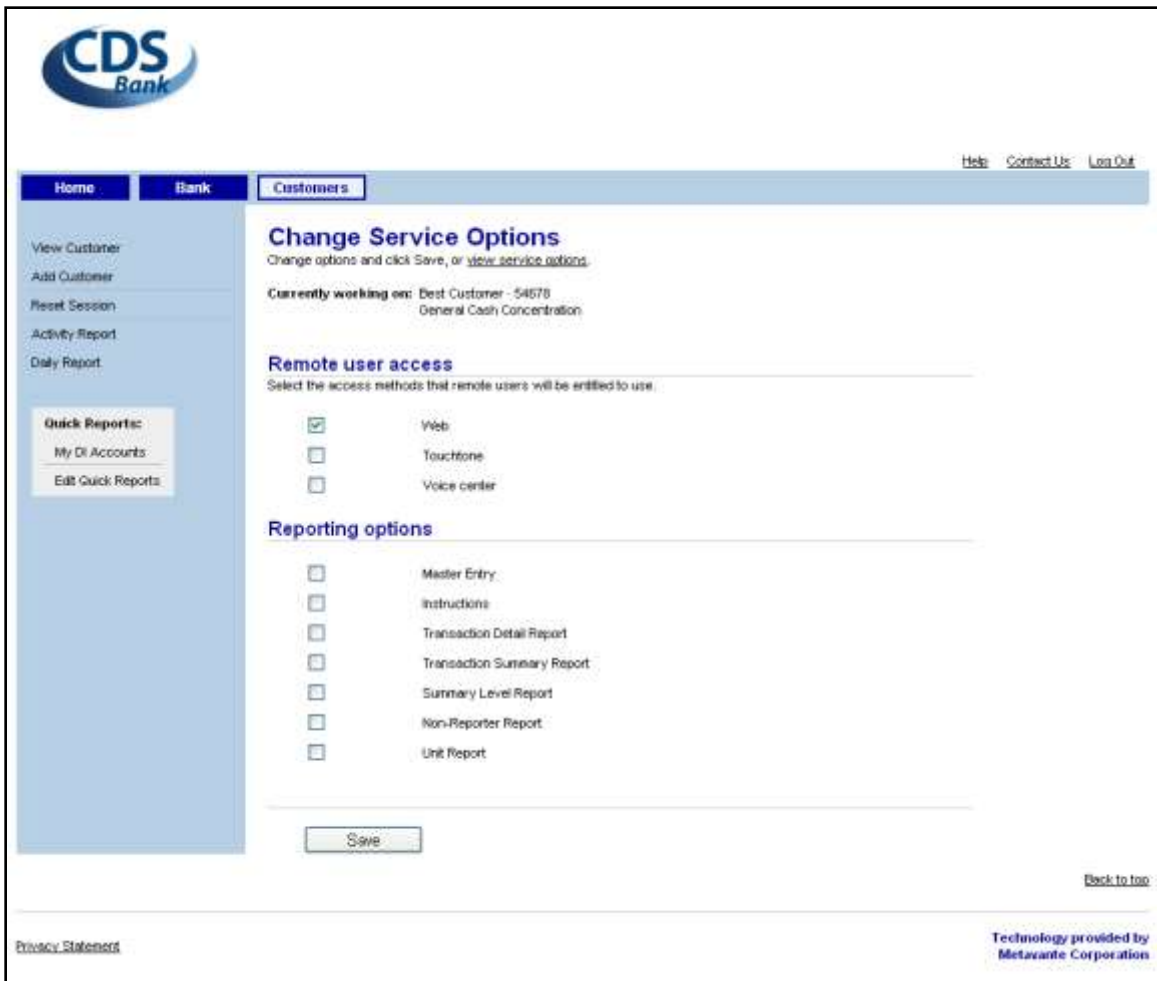 CDS
Bank
Help Contact Us Log Out
Home Bank Customers
View Customer
Add Customer
Reset Session
Activity Report
Daily Report
Quick Reports:
My DI Accounts
Edit Quick Reports
Change Service Options
Change options and click Save, or view service options.
Currently working on: Best Customer - 54678
General Cash Concentration
Remote user access
Select the access methods that remote users will be entitled to use.
Web
Touchtone
Voice center
Reporting options
Master Entry
Instructions
Transaction Detail Report
Transaction Summary Report
Summary Level Report
Non-Reporter Report
Unit Report
Save
Back to top
Privacy Statement
Technology provided by
Metavante Corporation